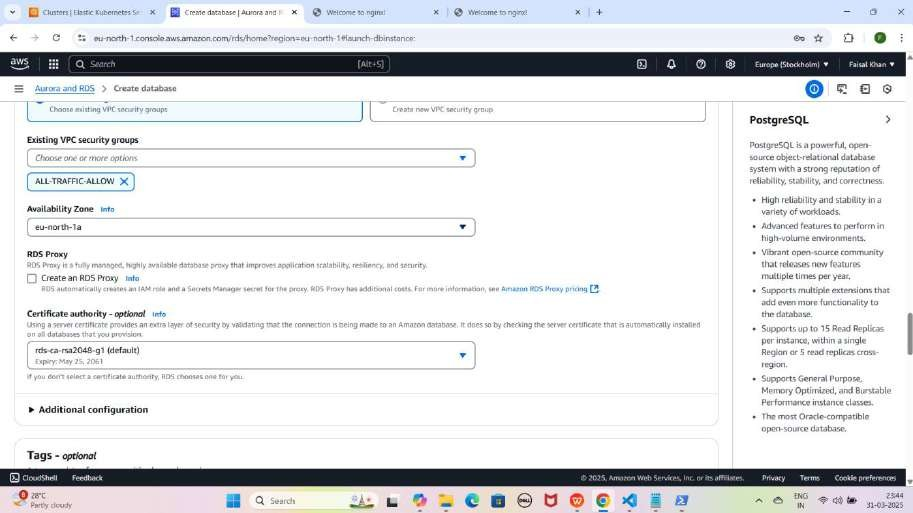 Clusters | Elastic Kubernetes Se
Create database | Aurora and R
Welcome to nginx!
Welcome to nginx!
eu-north-1.console.aws.amazon.com/rds/home?region=eu-north-1#launch-dbinstance:
aws
Search
[Alt+S]
Europe (Stockholm)
Faisal Khan
Aurora and RDS
Create database
Choose existing VPC security groups
Create new VPC security group
Existing VPC security groups
Choose one or more options
ALL-TRAFFIC-ALLOW
Availability Zone Info
eu-north-1a
RDS Proxy
RDS Proxy is a fully managed, highly available database proxy that improves application scalability, resiliency, and security.
Create an RDS Proxy Info
RDS automatically creates an IAM role and a Secrets Manager secret for the proxy. RDS Proxy has additional costs. For more information, see Amazon RDS Proxy pricing
Certificate authority - optional Info
Using a server certificate provides an extra layer of security by validating that the connection is being made to an Amazon database. It does so by checking the server certificate that is automatically installed
on all databases that you provision.
rds-ca-rsa2048-g1 (default)
Expiry: May 25, 2061
If you don't select a certificate authority, RDS chooses one for you.
Additional configuration
Tags - optional
PostgreSQL
PostgreSQL is a powerful, open-
source object-relational database
system with a strong reputation of
reliability, stability, and correctness.
• High reliability and stability in a
variety of workloads.
• Advanced features to perform in
high-volume environments.
• Vibrant open-source community
that releases new features
multiple times per year.
• Supports multiple extensions that
add even more functionality to
the database.
• Supports up to 15 Read Replicas
per instance, within a single
Region or 5 read replicas cross-
region.
• Supports General Purpose,
Memory Optimized, and Burstable
Performance instance classes.
• The most Oracle-compatible
open-source database.
CloudShell
Feedback
© 2025, Amazon Web Services, Inc. or its affiliates.
Privacy
Terms
Cookie preferences
6
28°C
Partly cloudy
Search
DELL
ENG
IN
23:44
31-03-2025